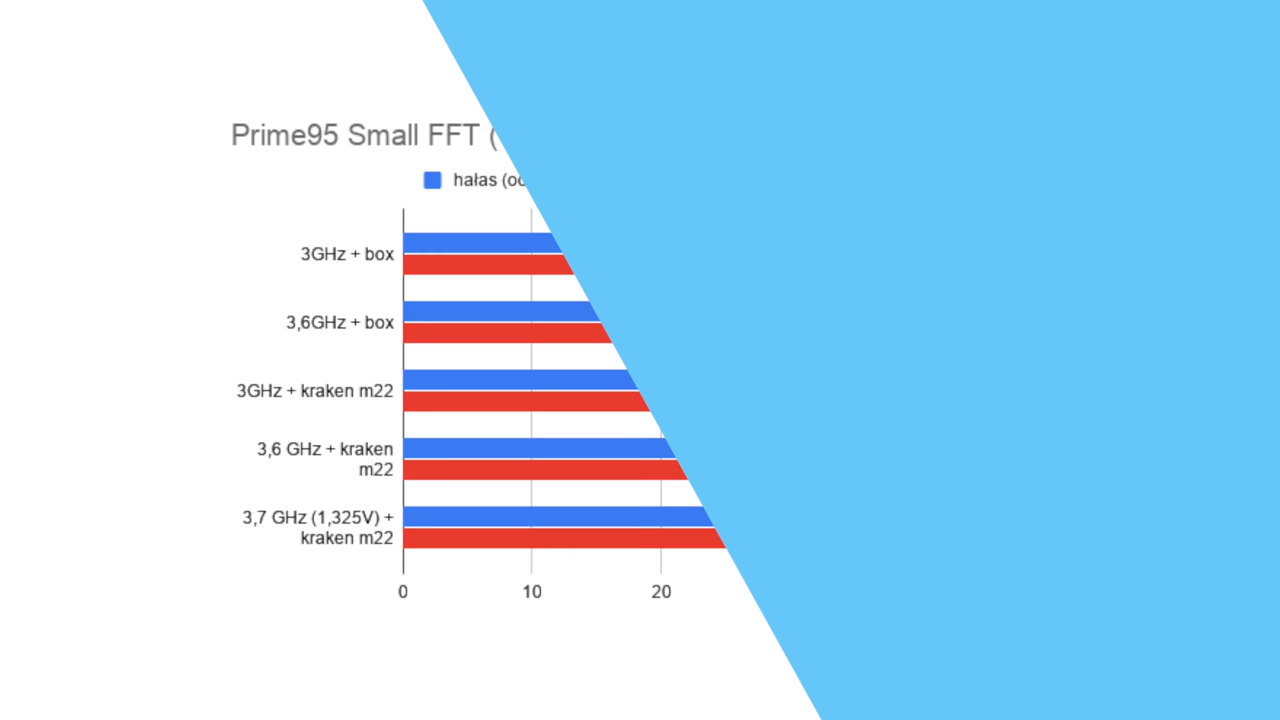 Prime95 Small FFT (
hałas
3GHz + box
3,6GHz + box
3GHz + kraken m22
3,6 GHz + kraken
m22
3,7 GHz (1,325V) +
kraken m22
0 10 20